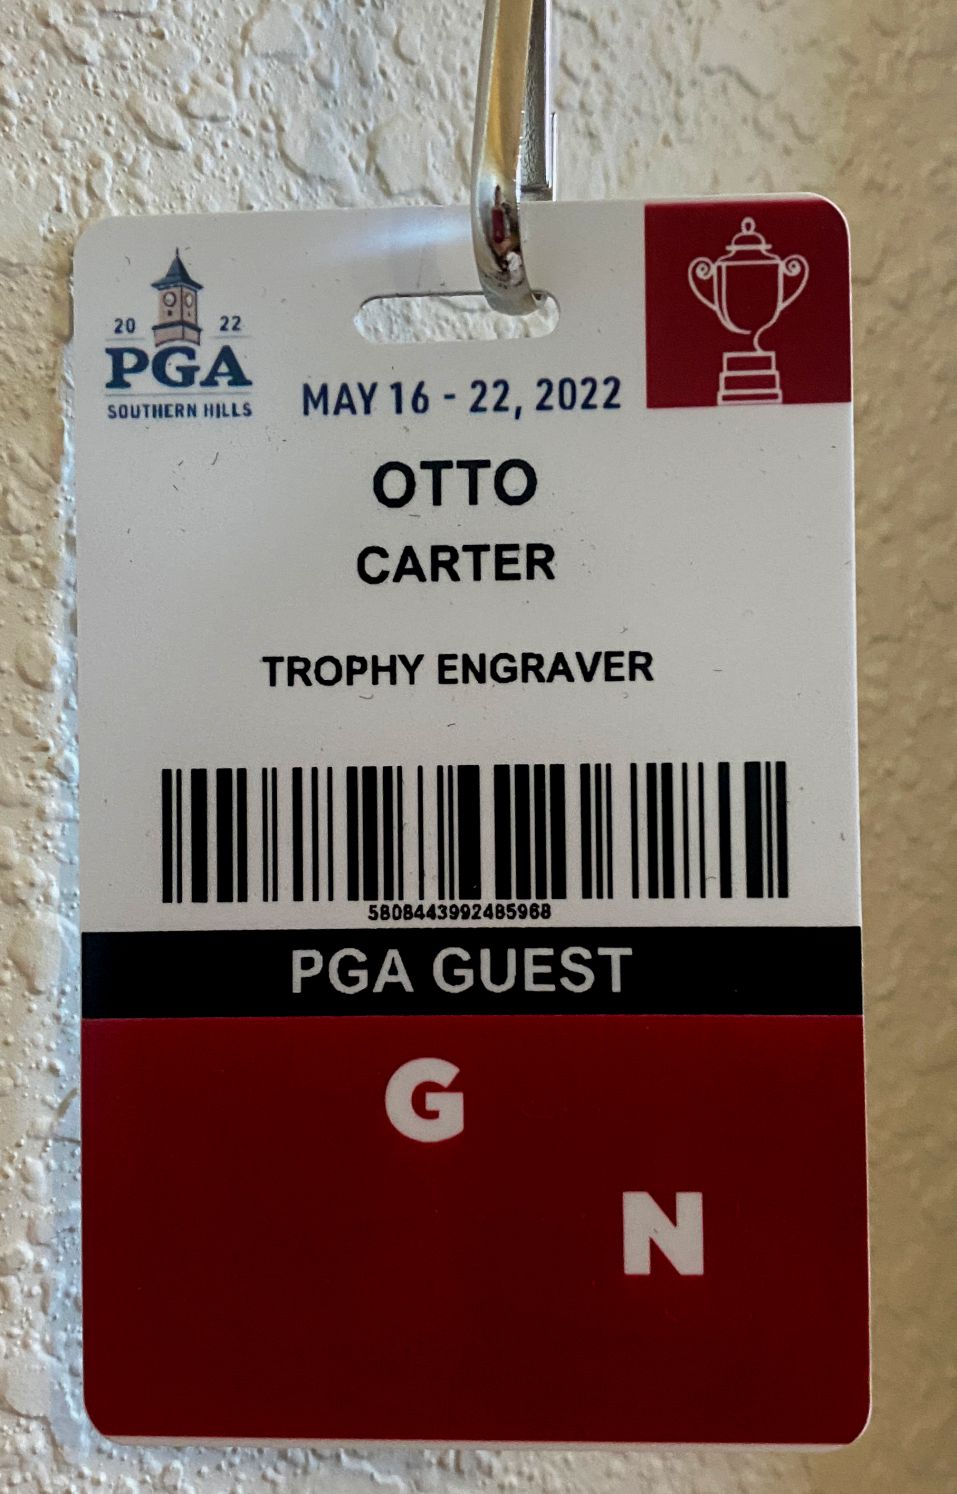 20 22
PGA
SOUTHERN HILLS
MAY 16 - 22, 2022
OTTO
CARTER
TROPHY ENGRAVER
5808443992485968
PGA GUEST
G
N